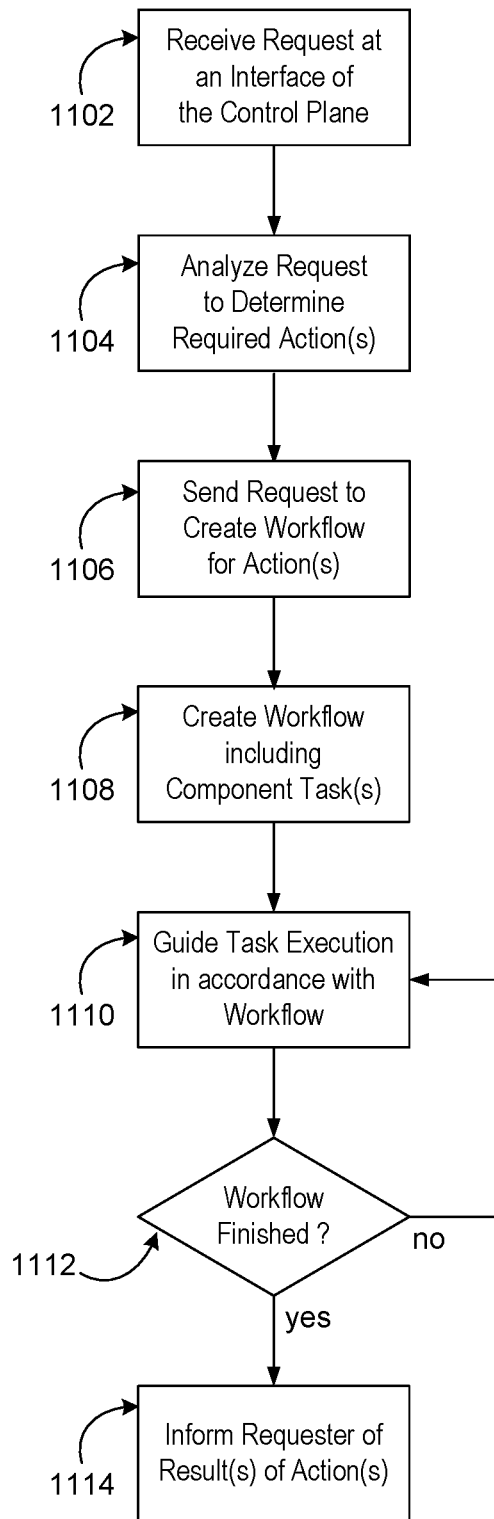 Receive Request at
an Interface of
the Control Plane
1102
Analyze Request
to Determine
Required Action(s)
1104
Send Request to
Create Workflow
for Action(s)
1106
Create Workflow
including
Component Task(s)
1108
Guide Task Execution
in accordance with
Workflow
1110
Workflow
Finished ?
no
1112
yes
Inform Requester of
Result(s) of Action(s)
1114